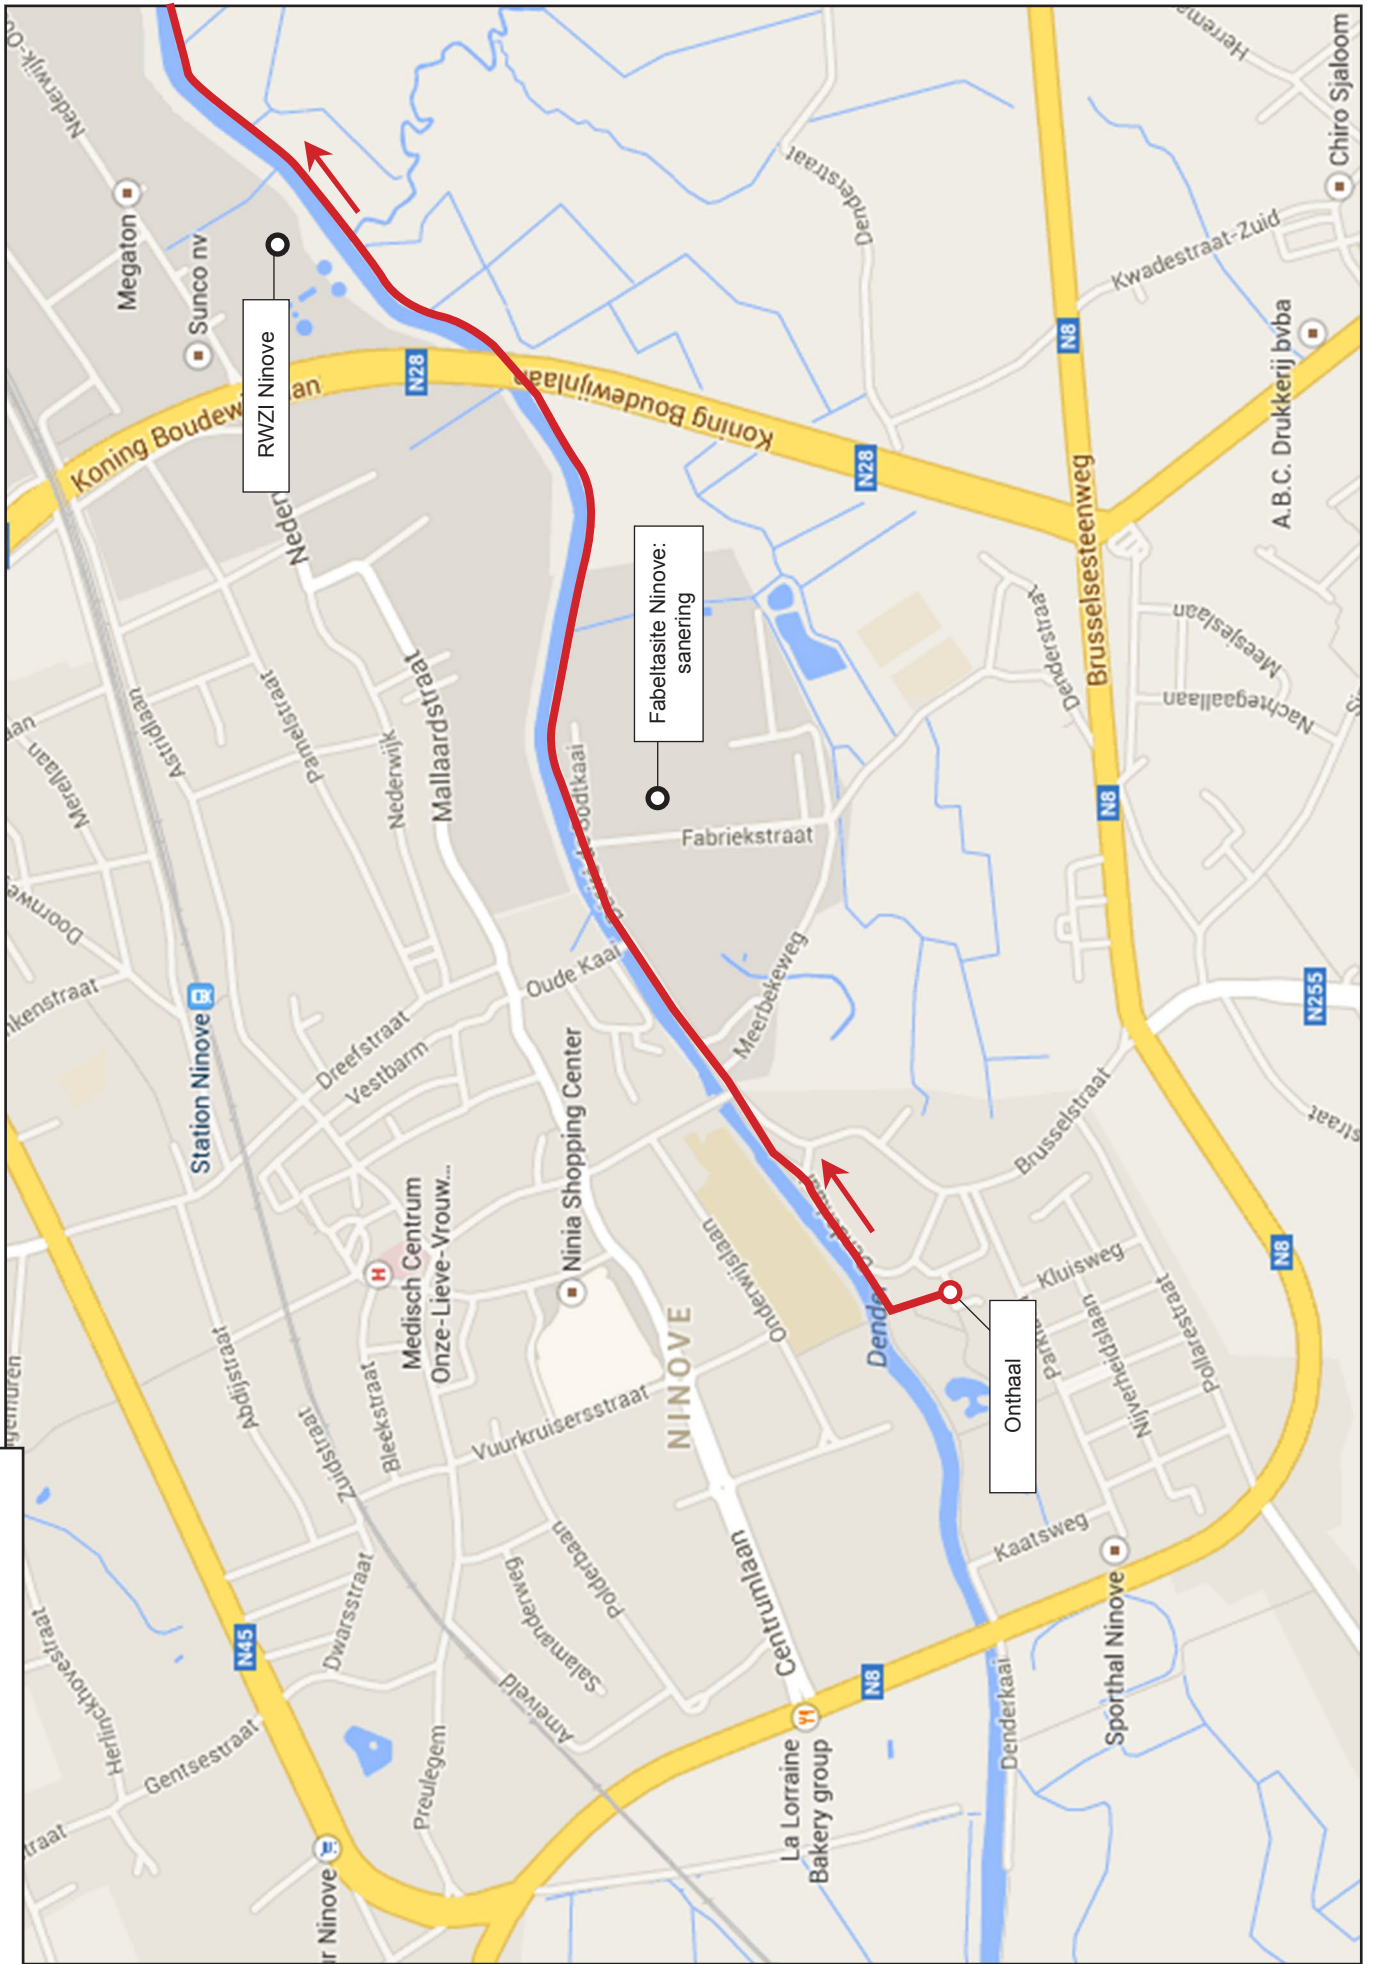 Megaton
Sunco nv
RWZI Ninove
N28
Koning Boudewijnlaan
N28
Denderstraat
Kwadestraat-Zuid
Chiro Sjaloom
A.B.C. Drukkerij bvba
N8
Brusselsesteenweg
Fabeltasite Ninove:
sanering
Denderstraat
Meesjeslaan
Nachtegaallaan
N8
Fabriekstraat
Meerbekeweg
Mallaardstraat
Nederwijk
Pamelstraat
Astridlaan
Merellaan
Station Ninove
Dreefstraat
Vestbarm
Oude Kaai
Ninia Shopping Center
H
Medisch Centrum
Onze-Lieve-Vrouw...
N255
Brusselstraat
Kluisweg
Nijverheidslaan
Pollarestraat
N8
Onthaal
Dender
Onderwijslaan
NINOVE
Vuurkruisersstraat
Bleekstraat
Abdijstraat
Zuidstraat
Dwarsstraat
N45
Gentsestraat
Herlinckhovestraat
Preulegem
Salamanderweg
Polderbaan
Ameiveld
Centrumlaan
La Lorraine
Bakery group
N8
Denderkaai
Kaatsweg
Sporthal Ninove